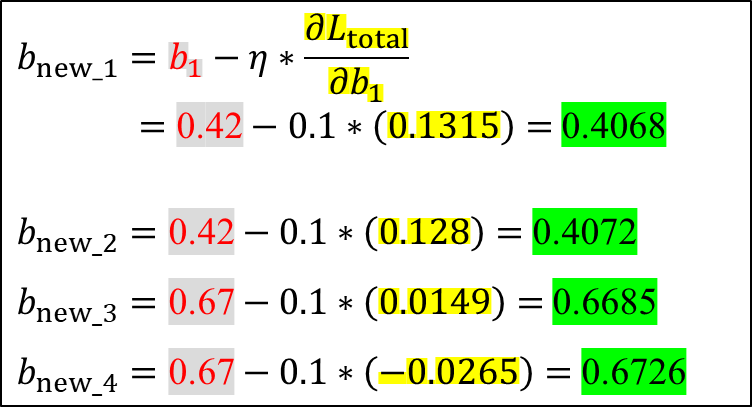 b_new_1 = b_1 − η * ∂L_total / ∂b_1
= 0.42 − 0.1 * (0.1315) = 0.4068
b_new_2 = 0.42 − 0.1 * (0.128) = 0.4072
b_new_3 = 0.67 − 0.1 * (0.0149) = 0.6685
b_new_4 = 0.67 − 0.1 * (−0.0265) = 0.6726